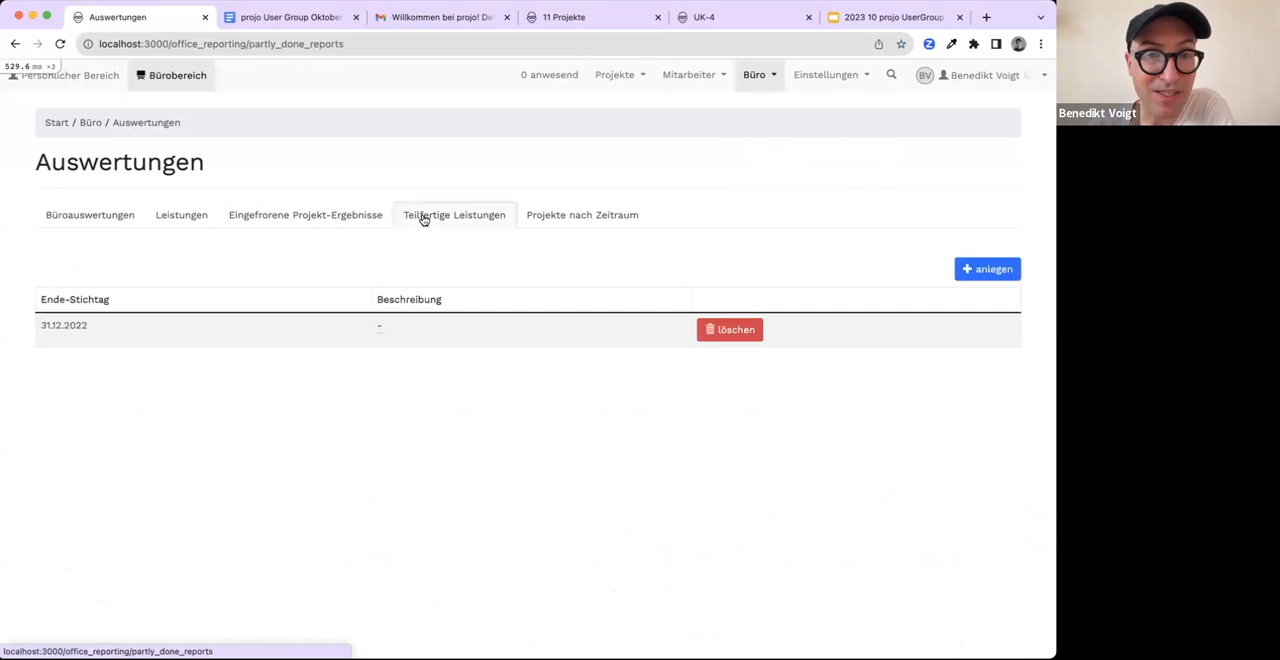 Auswertungen
projo User Group Oktobe
Willkommen bei projo! De
11 Projekte
UK-4
2023 10 projo UserGroup
localhost:3000/office_reporting/partly_done_reports
529.6 ms ×2
Persönlicher Bereich
Bürobereich
0 anwesend
Projekte
Mitarbeiter
Büro
Einstellungen
BV
Benedikt Voigt
Benedikt Voigt
Start / Büro / Auswertungen
Auswertungen
Büroauswertungen
Leistungen
Eingefrorene Projekt-Ergebnisse
Teilfertige Leistungen
Projekte nach Zeitraum
+ anlegen
Ende-Stichtag
Beschreibung
31.12.2022
-
löschen
localhost:3000/office_reporting/partly_done_reports